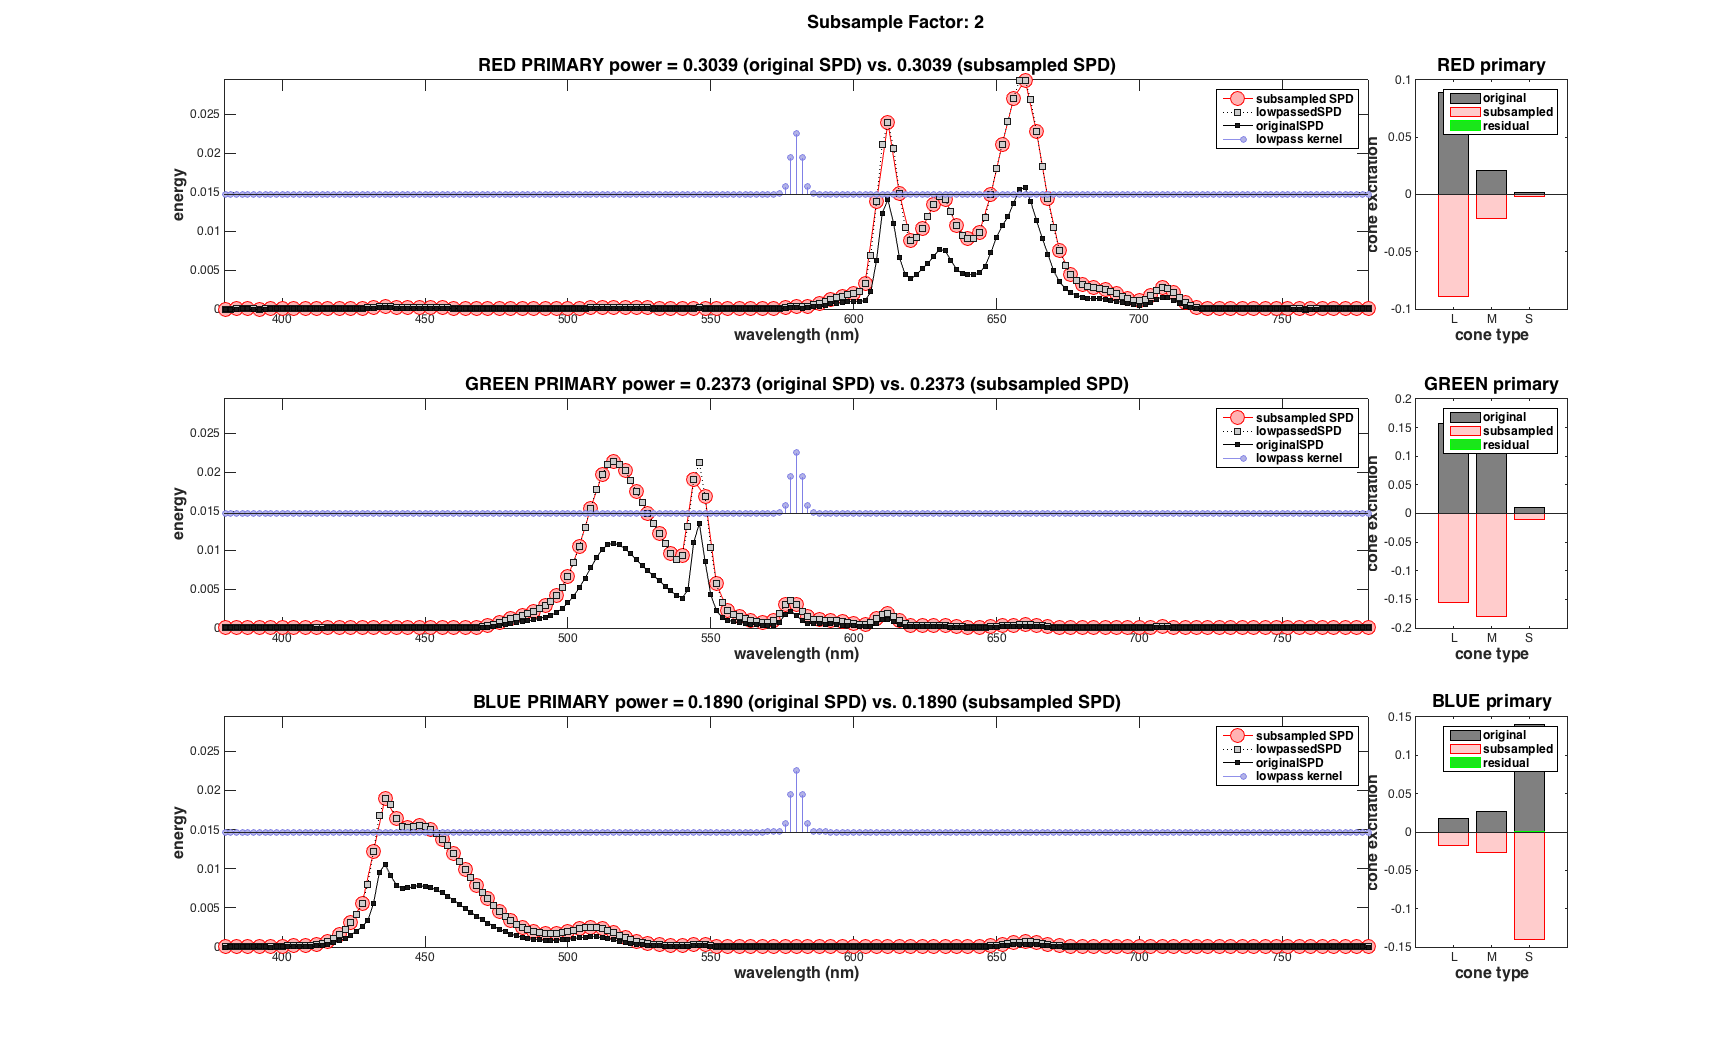 Subsample Factor: 2
RED PRIMARY power = 0.3039 (original SPD) vs. 0.3039 (subsampled SPD)
energy
0.025
0.02
0.015
0.01
0.005
0
400 450 500 550 600 650 700 750
wavelength (nm)
subsampled SPD
lowpassedSPD
originalSPD
lowpass kernel
RED primary
cone excitation
0.1
0.05
0
-0.05
-0.1
original
subsampled
residual
L M S
cone type
GREEN PRIMARY power = 0.2373 (original SPD) vs. 0.2373 (subsampled SPD)
energy
0.025
0.02
0.015
0.01
0.005
0
400 450 500 550 600 650 700 750
wavelength (nm)
subsampled SPD
lowpassedSPD
originalSPD
lowpass kernel
GREEN primary
cone excitation
0.2
0.15
0.1
0.05
0
-0.05
-0.1
-0.15
-0.2
original
subsampled
residual
L M S
cone type
BLUE PRIMARY power = 0.1890 (original SPD) vs. 0.1890 (subsampled SPD)
energy
0.025
0.02
0.015
0.01
0.005
0
400 450 500 550 600 650 700 750
wavelength (nm)
subsampled SPD
lowpassedSPD
originalSPD
lowpass kernel
BLUE primary
cone excitation
0.15
0.1
0.05
0
-0.05
-0.1
-0.15
original
subsampled
residual
L M S
cone type